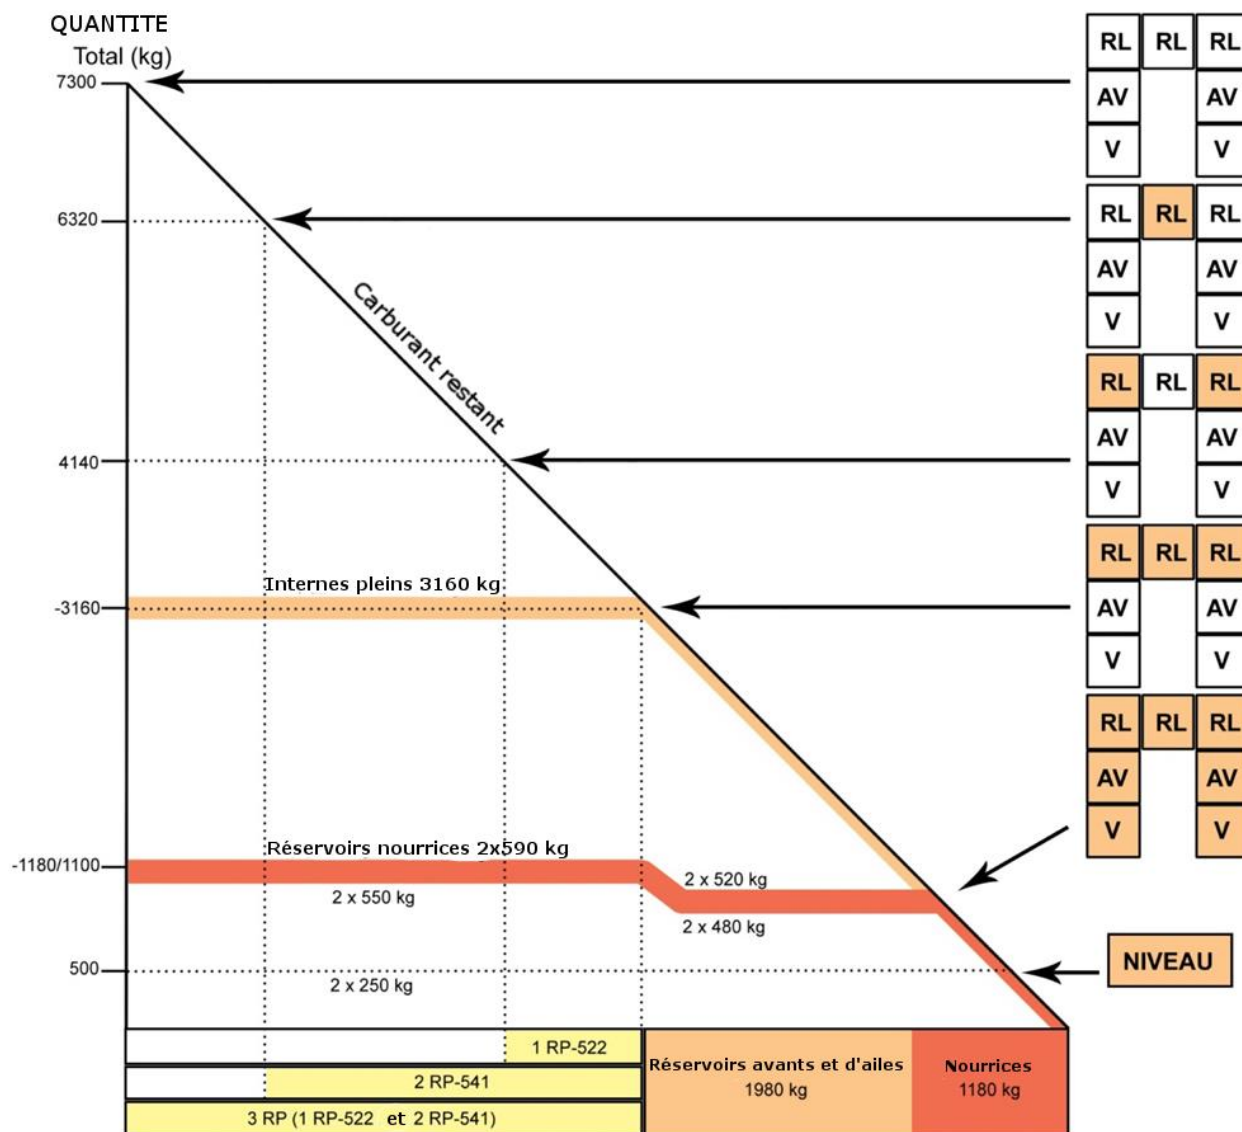 QUANTITE
Total (kg)
7300
RL RL RL
AV AV
V V
6320
RL RL RL
AV AV
V V
Carburant restant
RL RL RL
4140
AV AV
V V
Internes pleins 3160 kg
RL RL RL
-3160
AV AV
V V
RL RL RL
AV AV
V V
Réservoirs nourrices 2x590 kg
-1180/1100
2 x 520 kg
2 x 550 kg
2 x 480 kg
NIVEAU
500
2 x 250 kg
1 RP-522
2 RP-541
3 RP (1 RP-522 et 2 RP-541)
Réservoirs avants et d'ailes
1980 kg
Nourrices
1180 kg